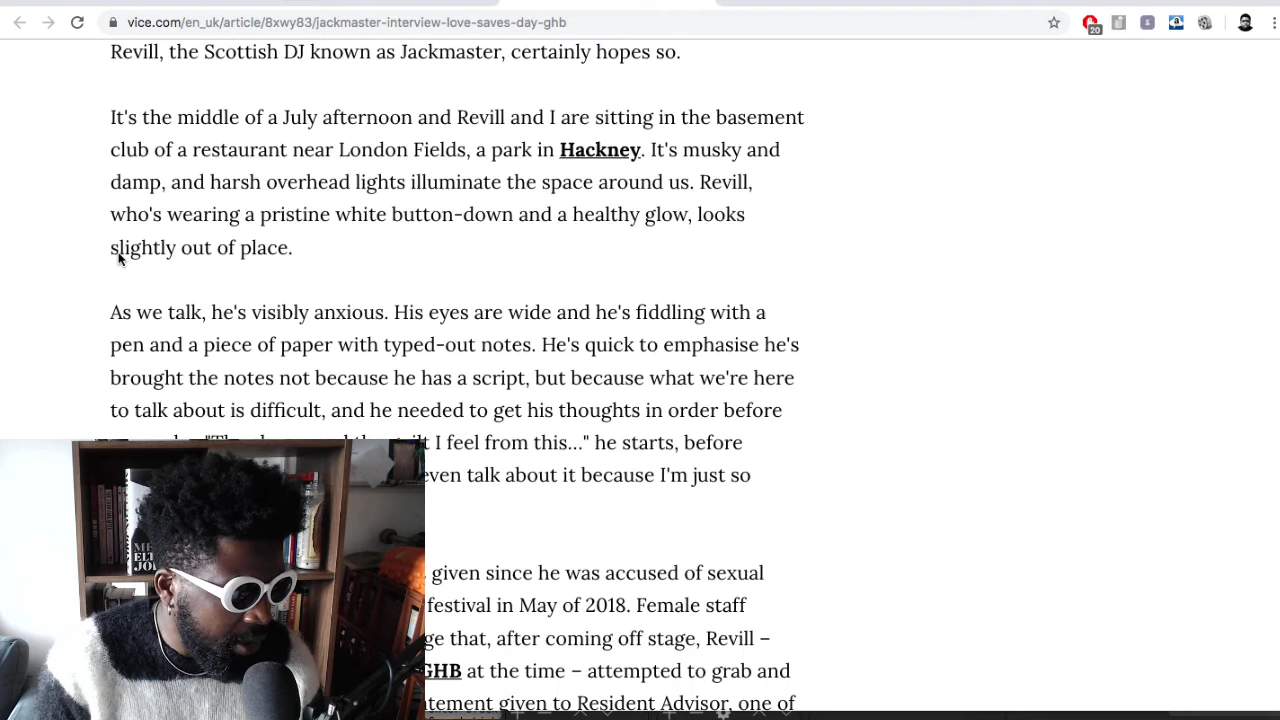 vice.com/en_uk/article/8xwy83/jackmaster-interview-love-saves-day-ghb
20
Revill, the Scottish DJ known as Jackmaster, certainly hopes so.
It's the middle of a July afternoon and Revill and I are sitting in the basement
club of a restaurant near London Fields, a park in Hackney. It's musky and
damp, and harsh overhead lights illuminate the space around us. Revill,
who's wearing a pristine white button-down and a healthy glow, looks
slightly out of place.
As we talk, he's visibly anxious. His eyes are wide and he's fiddling with a
pen and a piece of paper with typed-out notes. He's quick to emphasise he's
brought the notes not because he has a script, but because what we're here
to talk about is difficult, and he needed to get his thoughts in order before
I feel from this…" he starts, before
even talk about it because I'm just so
given since he was accused of sexual
festival in May of 2018. Female staff
that, after coming off stage, Revill –
GHB at the time – attempted to grab and
given to Resident Advisor, one of
ELT
JO